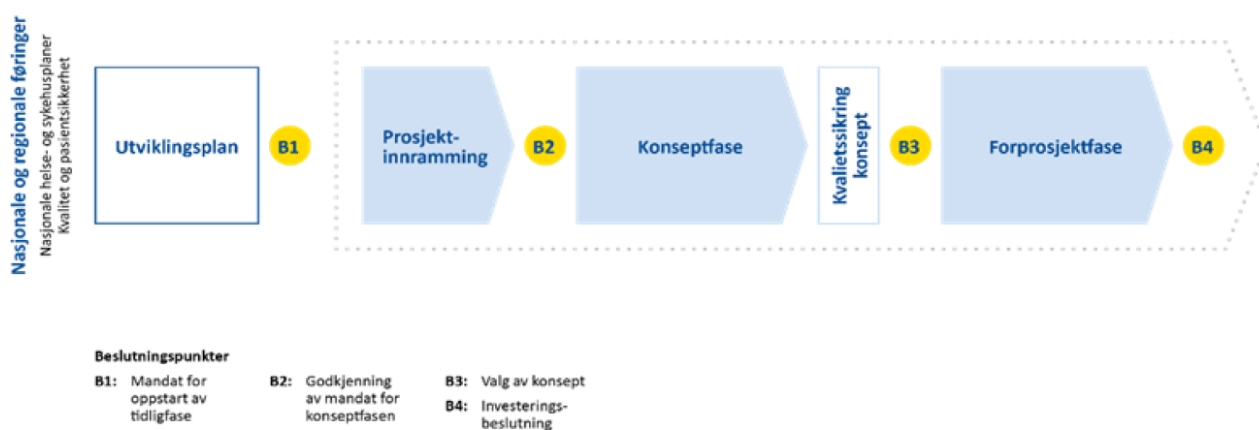 Nasjonale og regionale føringer
Nasjonale helse- og sykehusplaner
Kvalitet og pasientsikkerhet
Utviklingsplan
B1
Prosjekt-
innramming
B2
Konseptfase
Kvalietssikring
konsept
B3
Forprosjektfase
B4
Beslutningspunkter
B1: Mandat for
oppstart av
tidligfase
B2: Godkjenning
av mandat for
konseptfasen
B3: Valg av konsept
B4: Investerings-
beslutning